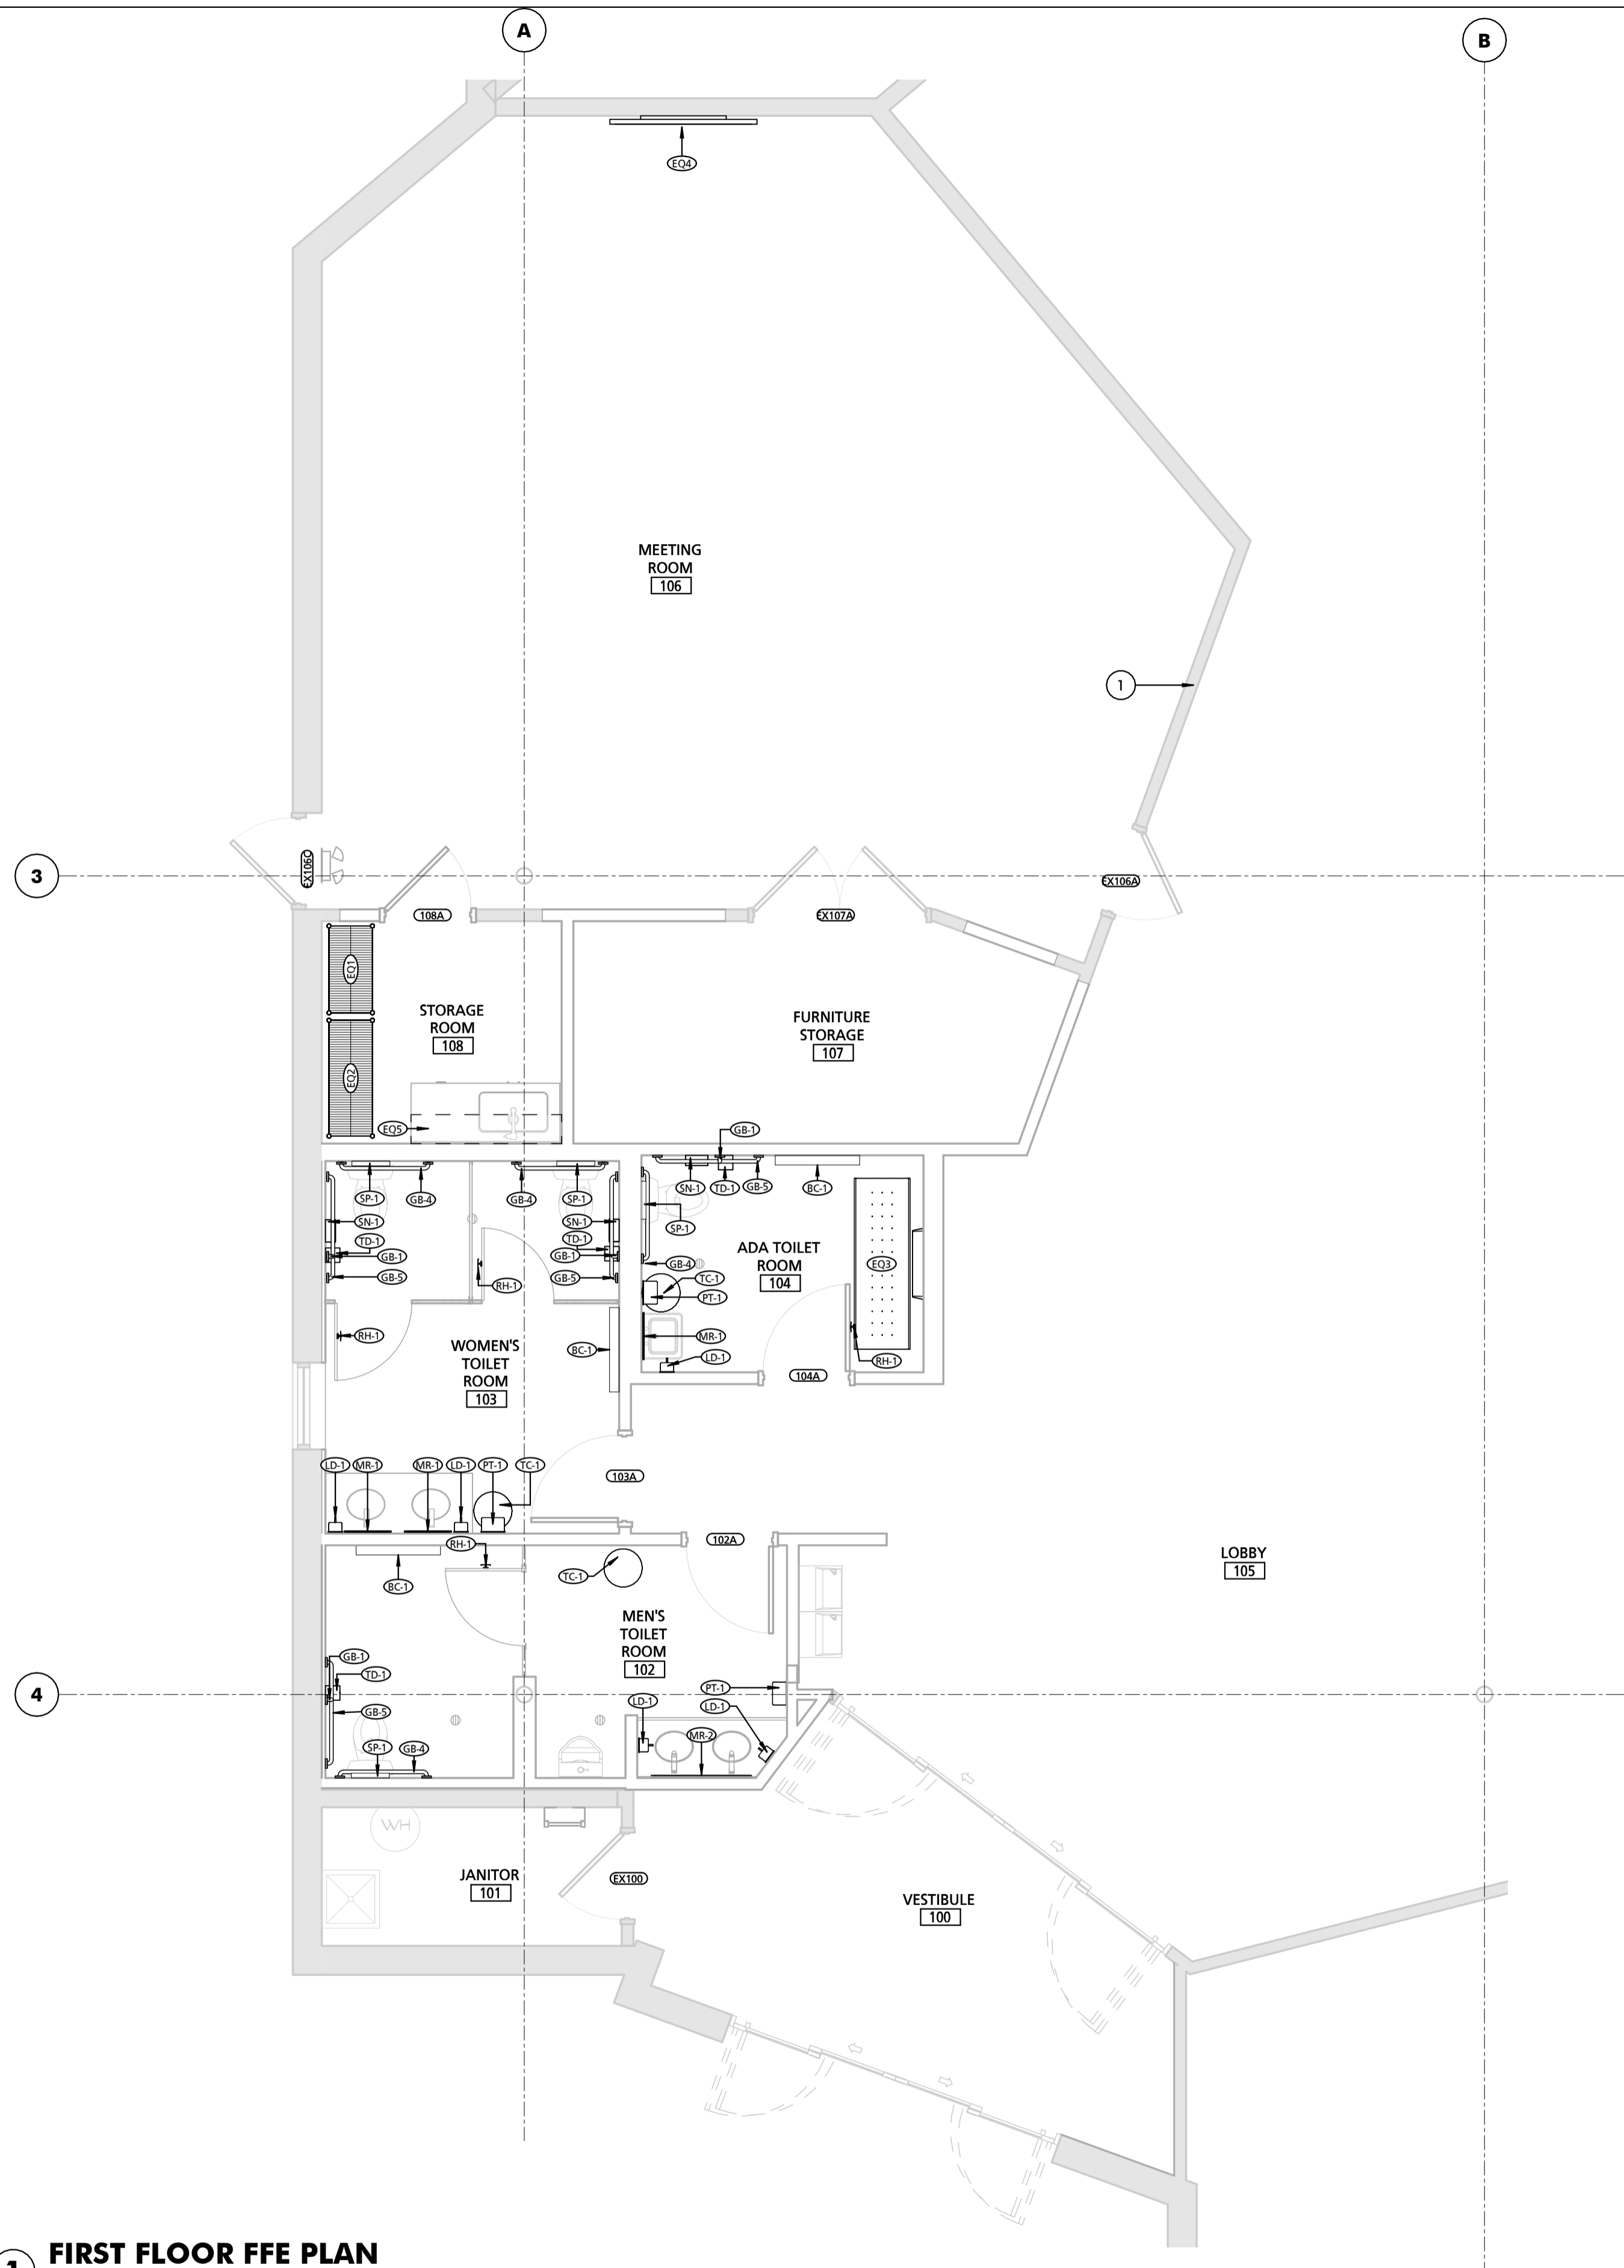 A
B
EQ4
MEETING
ROOM
106
1
3
EX106C
EX106A
108A
EX107A
EQ1
STORAGE
ROOM
108
FURNITURE
STORAGE
107
EQ2
EQ5
GB-1
SP-1
GB-4
GB-4
SP-1
SN-1
TD-1
GB-5
BC-1
SN-1
SN-1
SP-1
TD-1
TD-1
GB-1
GB-1
ADA TOILET
ROOM
104
GB-4
EQ3
GB-5
GB-5
TC-1
RH-1
PT-1
RH-1
MR-1
WOMEN'S
TOILET
ROOM
103
BC-1
LD-1
RH-1
104A
LD-1
MR-1
MR-1
LD-1
PT-1
TC-1
103A
RH-1
102A
BC-1
TC-1
LOBBY
105
MEN'S
TOILET
ROOM
102
GB-1
TD-1
4
PT-1
LD-1
LD-1
GB-5
MR-2
SP-1
GB-4
WH
JANITOR
101
EX100
VESTIBULE
100
1
FIRST FLOOR FFE PLAN